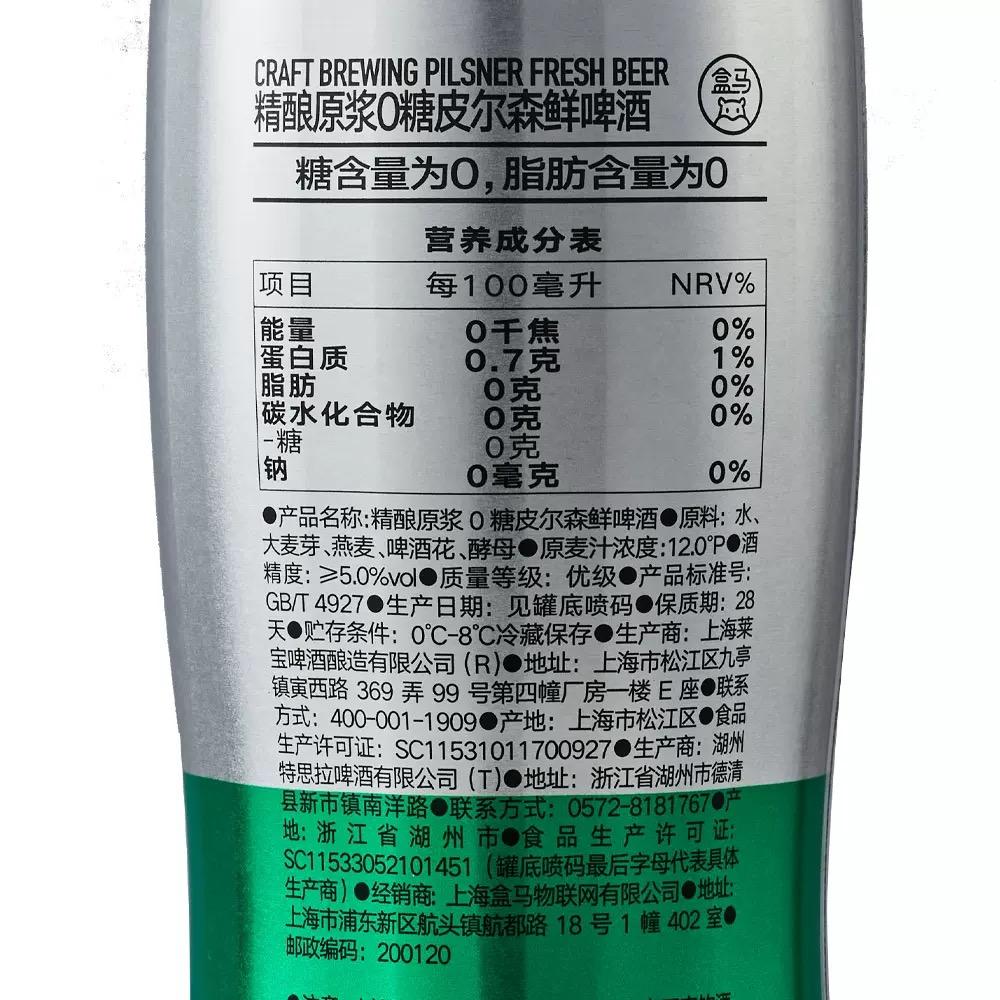 CRAFT BREWING PILSNER FRESH BEER
盒马
精酿原浆0糖皮尔森鲜啤酒
糖含量为0，脂肪含量为0
营养成分表
项目 每100毫升 NRV%
能量 0千焦 0%
蛋白质 0.7克 1%
脂肪 0克 0%
碳水化合物 0克 0%
-糖 0克
钠 0毫克 0%
●产品名称:精酿原浆 0 糖皮尔森鲜啤酒●原料: 水、
大麦芽、燕麦、啤酒花、酵母●原麦汁浓度:12.0°P●酒
精度: ≥5.0%vol●质量等级: 优级●产品标准号:
GB/T 4927●生产日期: 见罐底喷码●保质期: 28
天●贮存条件: 0℃-8℃冷藏保存●生产商: 上海莱
宝啤酒酿造有限公司 (R)●地址: 上海市松江区九亭
镇寅西路 369 弄 99 号第四幢厂房一楼 E 座●联系
方式: 400-001-1909●产地: 上海市松江区●食品
生产许可证: SC11531011700927●生产商: 湖州
特思拉啤酒有限公司 (T)●地址: 浙江省湖州市德清
县新市镇南洋路●联系方式: 0572-8181767●产
地: 浙江省湖州市●食品生产许可证:
SC11533052101451 (罐底喷码最后字母代表具体
生产商) ●经销商: 上海盒马物联网有限公司●地址:
上海市浦东新区航头镇航都路 18 号 1 幢 402 室●
邮政编码: 200120